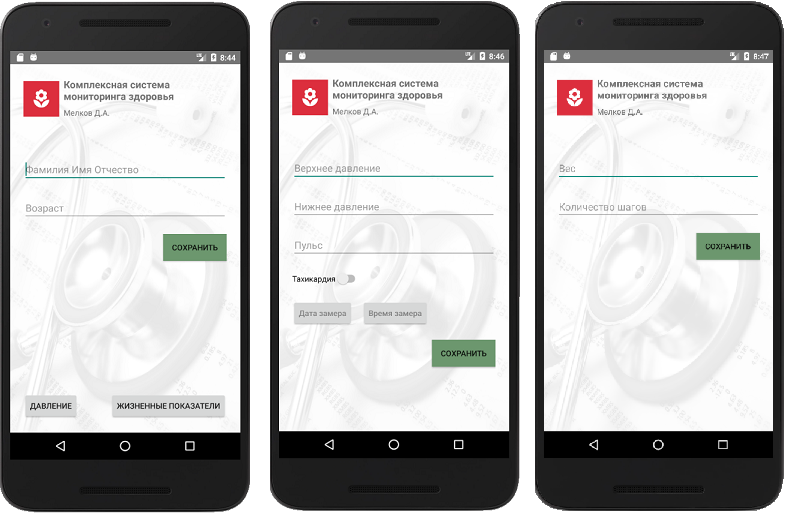 8:44
Комплексная система
мониторинга здоровья
Мелков Д.А.
Фамилия Имя Отчество
Возраст
СОХРАНИТЬ
ДАВЛЕНИЕ
ЖИЗНЕННЫЕ ПОКАЗАТЕЛИ
8:46
Комплексная система
мониторинга здоровья
Мелков Д.А.
Верхнее давление
Нижнее давление
Пульс
Тахикардия
Дата замера
Время замера
СОХРАНИТЬ
8:47
Комплексная система
мониторинга здоровья
Мелков Д.А.
Вес
Количество шагов
СОХРАНИТЬ